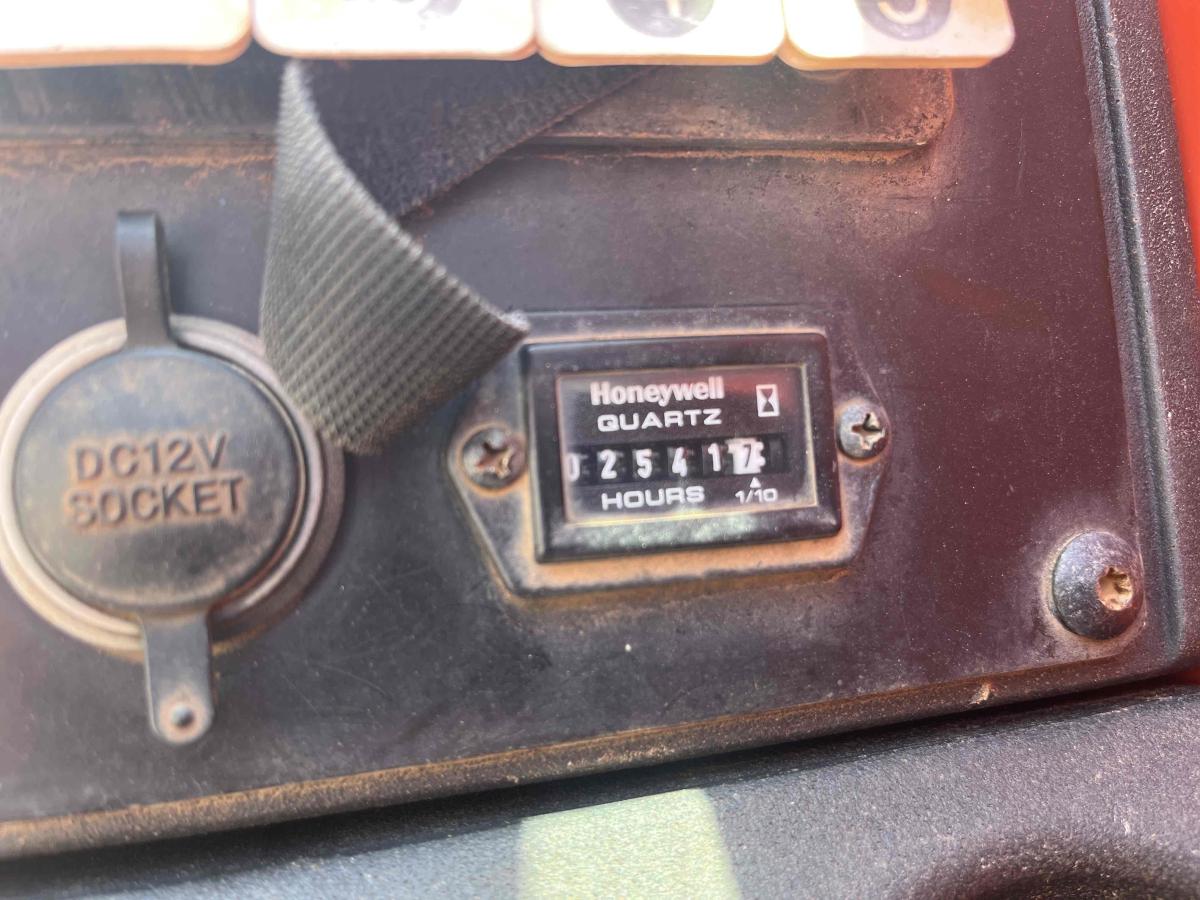 DC12V
SOCKET
Honeywell
QUARTZ
025417
HOURS 1/10